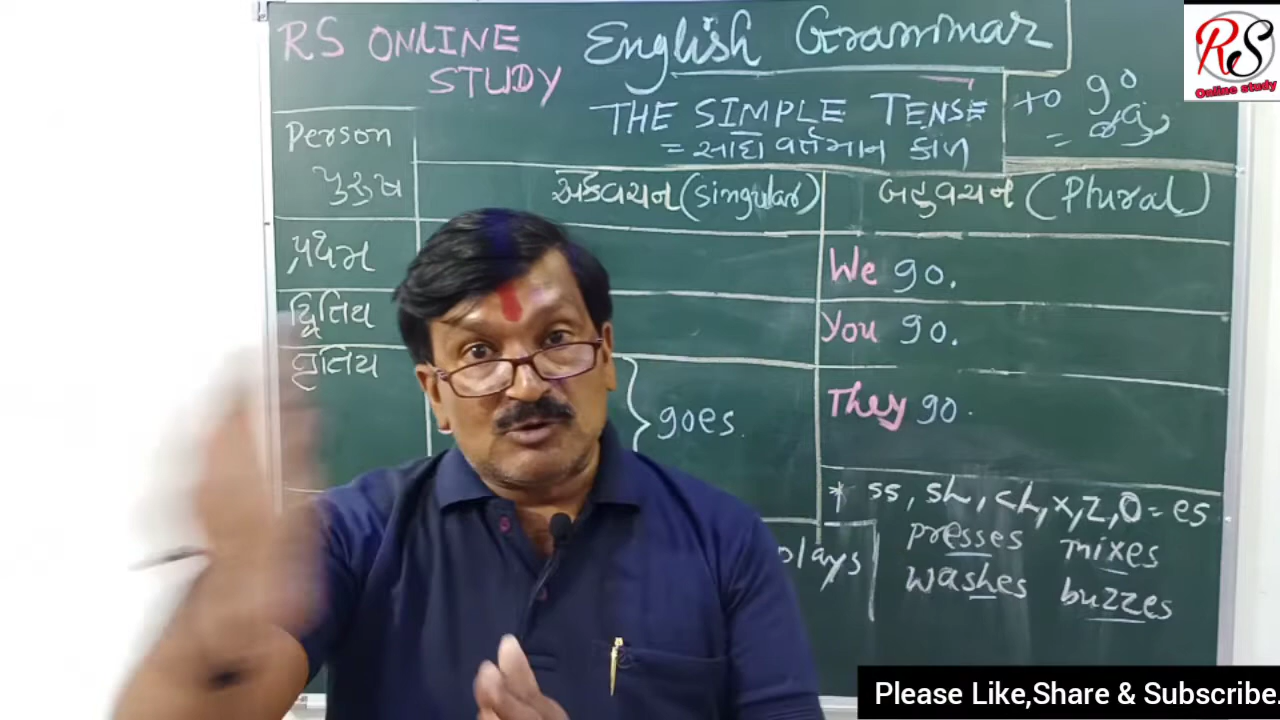 RS ONLINE STUDY
English Grammar
THE SIMPLE TENSE
= સાદો વર્તમાન કાળ
To go
= જવું
Person
પુરુષ
એકવચન (Singular)
બહુવચન (Plural)
પ્રથમ
We go.
દ્વિતિય
You go.
તૃતિય
} goes.
They go.
* ss, sh, ch, x, z, o = es
plays
presses mixes
washes buzzes
RS
Online study
Please Like,Share & Subscribe.